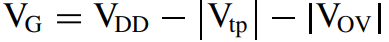 V_G = V_DD − |V_tp| − |V_OV|